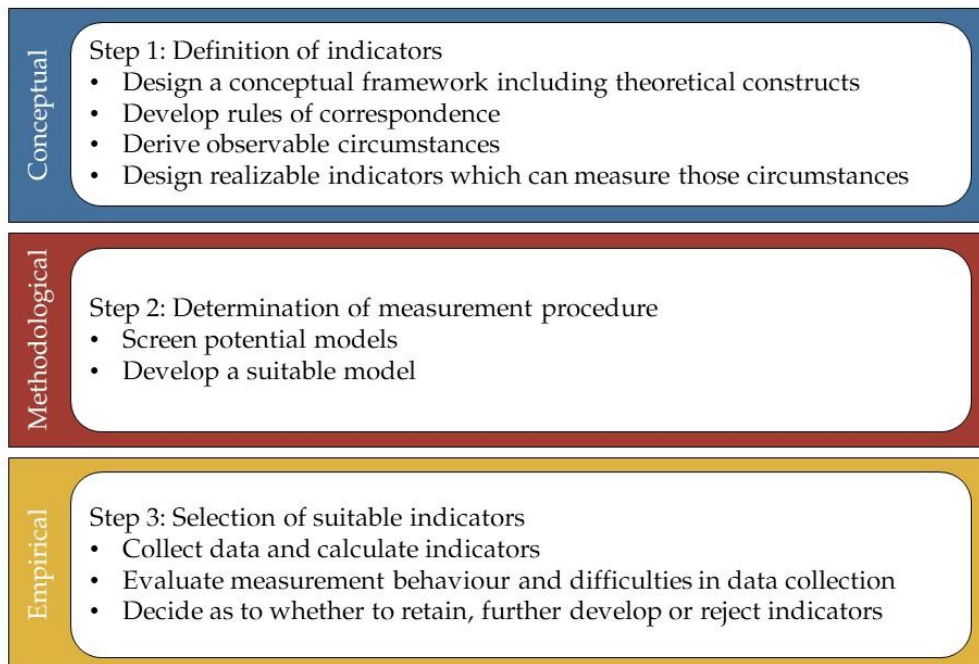 Conceptual
Step 1: Definition of indicators
• Design a conceptual framework including theoretical constructs
• Develop rules of correspondence
• Derive observable circumstances
• Design realizable indicators which can measure those circumstances
Methodological
Step 2: Determination of measurement procedure
• Screen potential models
• Develop a suitable model
Empirical
Step 3: Selection of suitable indicators
• Collect data and calculate indicators
• Evaluate measurement behaviour and difficulties in data collection
• Decide as to whether to retain, further develop or reject indicators